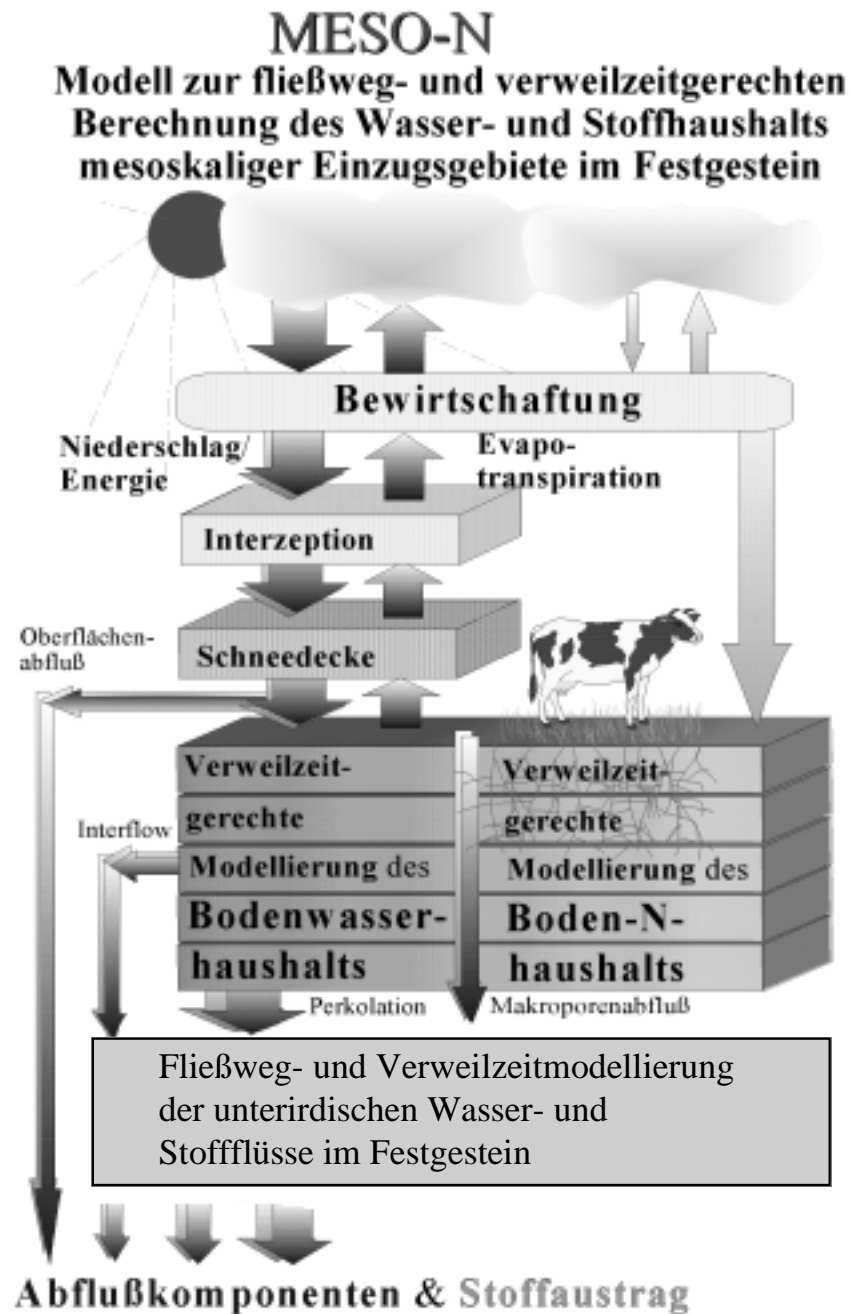 MESO-N
Modell zur fließweg- und verweilzeitgerechten
Berechnung des Wasser- und Stoffhaushalts
mesoskaliger Einzugsgebiete im Festgestein
Bewirtschaftung
Niederschlag/
Energie
Evapo-
transpiration
Interzeption
Schneedecke
Oberflächen-
abfluß
Interflow
Verweilzeit-
gerechte
Modellierung des
Bodenwasser-
haushalts
Verweilzeit-
gerechte
Modellierung des
Boden-N-
haushalts
Perkolation
Makroporenabfluß
Fließweg- und Verweilzeitmodellierung
der unterirdischen Wasser- und
Stoffflüsse im Festgestein
Abflußkomponenten & Stoffaustrag